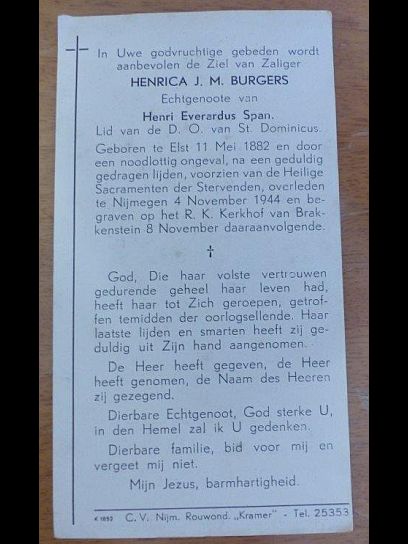 In Uwe godvruchtige gebeden wordt
aanbevolen de Ziel van Zaliger
HENRICA J. M. BURGERS
Echtgenoote van
Henri Everardus Span.
Lid van de D. O. van St. Dominicus.
Geboren te Elst 11 Mei 1882 en door
een noodlottig ongeval, na een geduldig
gedragen lijden, voorzien van de Heilige
Sacramenten der Stervenden, overleden
te Nijmegen 4 November 1944 en be-
graven op het R. K. Kerkhof van Brak-
kenstein 8 November daaraanvolgende.
God, Die haar volste vertrouwen
gedurende geheel haar leven had,
heeft haar tot Zich geroepen, getrof-
fen temidden der oorlogsellende. Haar
laatste lijden en smarten heeft zij ge-
duldig uit Zijn hand aangenomen.
De Heer heeft gegeven, de Heer
heeft genomen, de Naam des Heeren
zij gezegend.
Dierbare Echtgenoot, God sterke U,
in den Hemel zal ik U gedenken.
Dierbare familie, bid voor mij en
vergeet mij niet.
Mijn Jezus, barmhartigheid.
K 1892 C. V. Nijm. Rouwond. „Kramer" - Tel. 25353